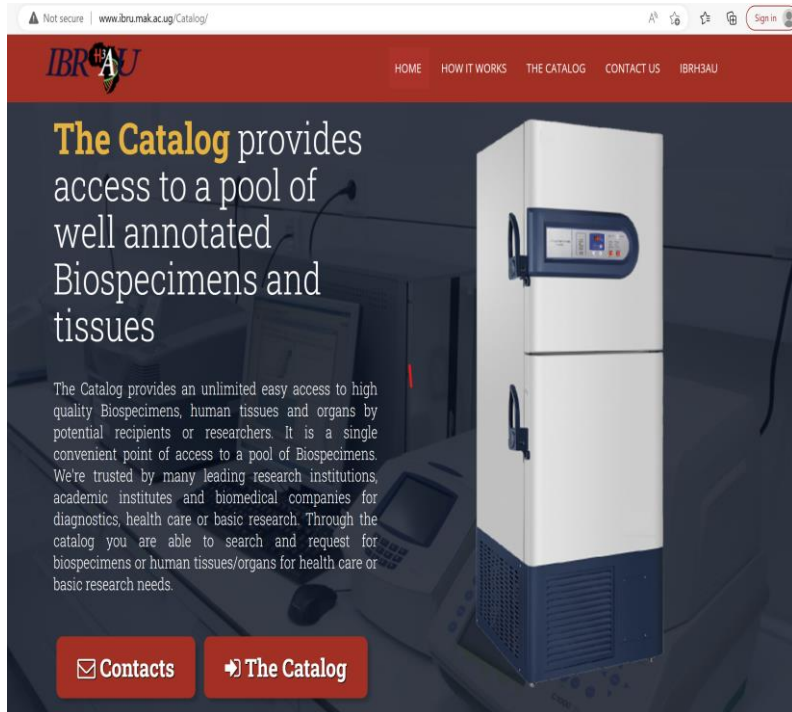 Not secure | www.ibru.mak.ac.ug/Catalog/
Sign in
IBRH3AU
HOME HOW IT WORKS THE CATALOG CONTACT US IBRH3AU
The Catalog provides
access to a pool of
well annotated
Biospecimens and
tissues
The Catalog provides an unlimited easy access to high
quality Biospecimens, human tissues and organs by
potential recipients or researchers. It is a single
convenient point of access to a pool of Biospecimens.
We're trusted by many leading research institutions,
academic institutes and biomedical companies for
diagnostics, health care or basic research. Through the
catalog you are able to search and request for
biospecimens or human tissues/organs for health care or
basic research needs.
Contacts
The Catalog